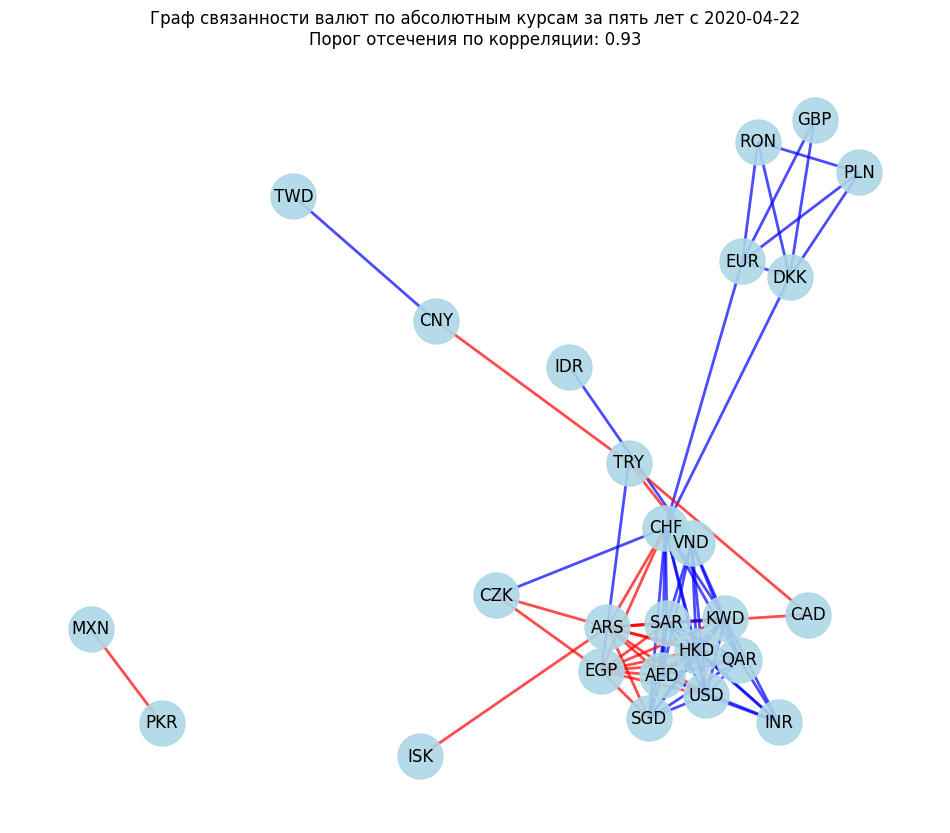 Граф связанности валют по абсолютным курсам за пять лет с 2020-04-22
Порог отсечения по корреляции: 0.93
GBP
RON
PLN
TWD
EUR
DKK
CNY
IDR
TRY
CHF
VND
CZK
CAD
KWD
SAR
ARS
MXN
HKD
QAR
EGP
AED
USD
SGD
INR
PKR
ISK